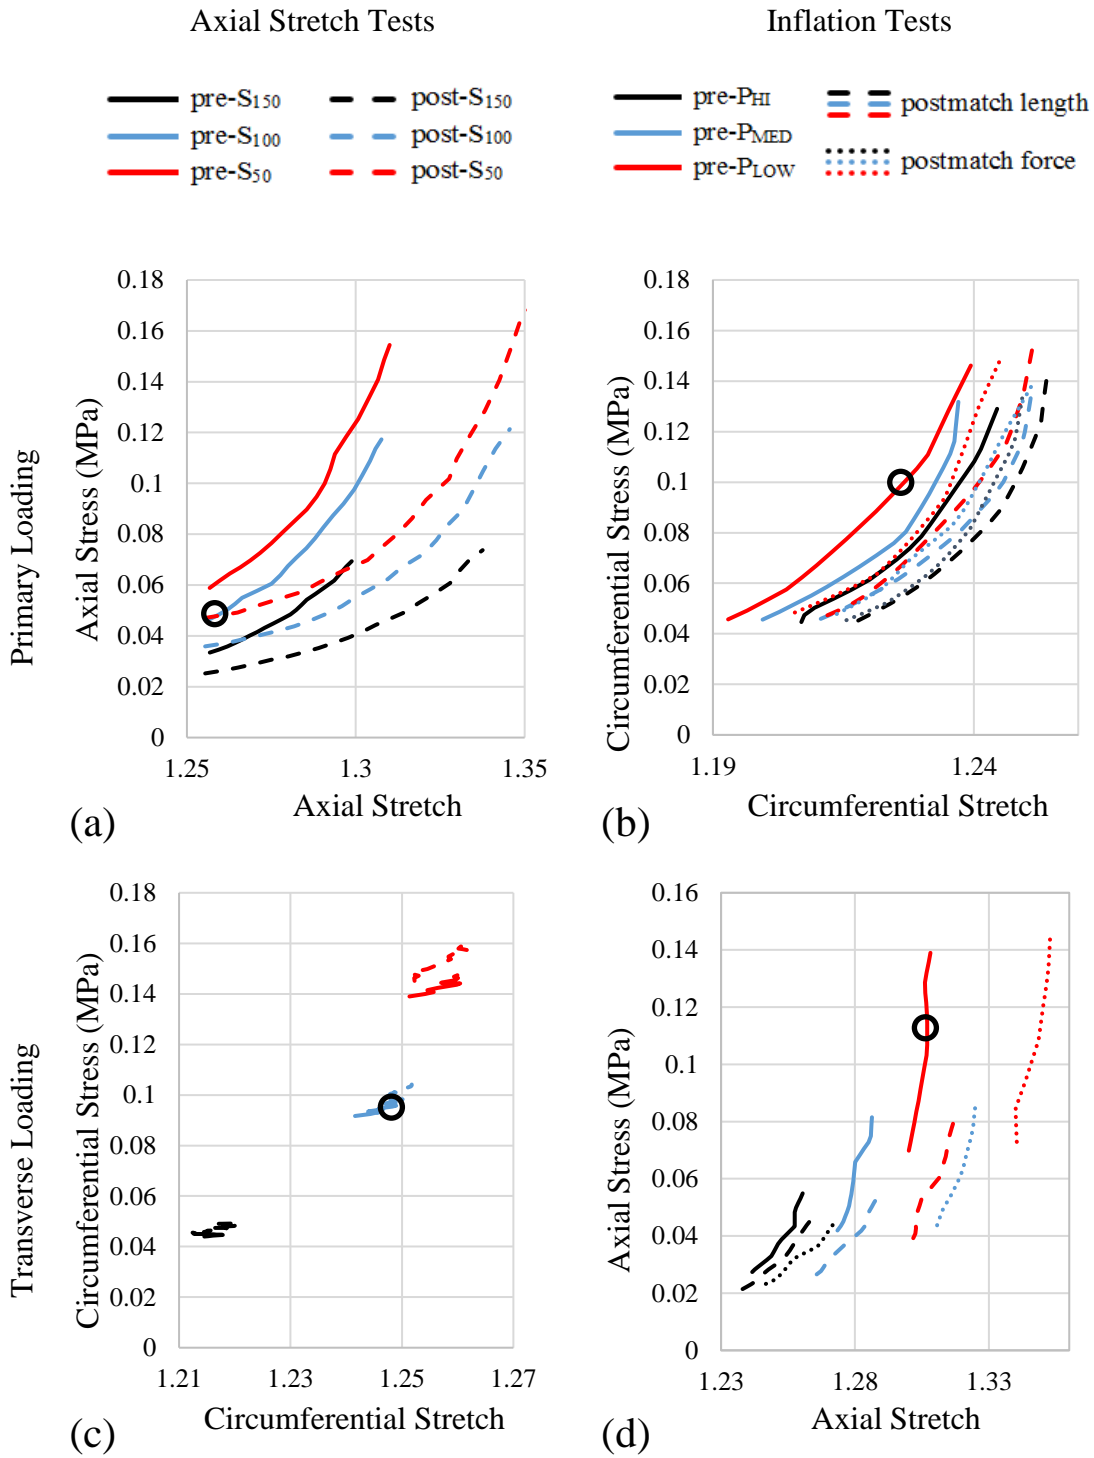 Axial Stretch Tests
Inflation Tests
pre-S150
post-S150
pre-S100
post-S100
pre-S50
post-S50
pre-PHI
postmatch length
pre-PMED
pre-PLOW
postmatch force
Primary Loading
Axial Stress (MPa)
0.18
0.16
0.14
0.12
0.1
0.08
0.06
0.04
0.02
0
1.25
1.3
1.35
Axial Stretch
(a)
Circumferential Stress (MPa)
0.18
0.16
0.14
0.12
0.1
0.08
0.06
0.04
0.02
0
1.19
1.24
Circumferential Stretch
(b)
Transverse Loading
Circumferential Stress (MPa)
0.18
0.16
0.14
0.12
0.1
0.08
0.06
0.04
0.02
0
1.21
1.23
1.25
1.27
Circumferential Stretch
(c)
Axial Stress (MPa)
0.16
0.14
0.12
0.1
0.08
0.06
0.04
0.02
0
1.23
1.28
1.33
Axial Stretch
(d)